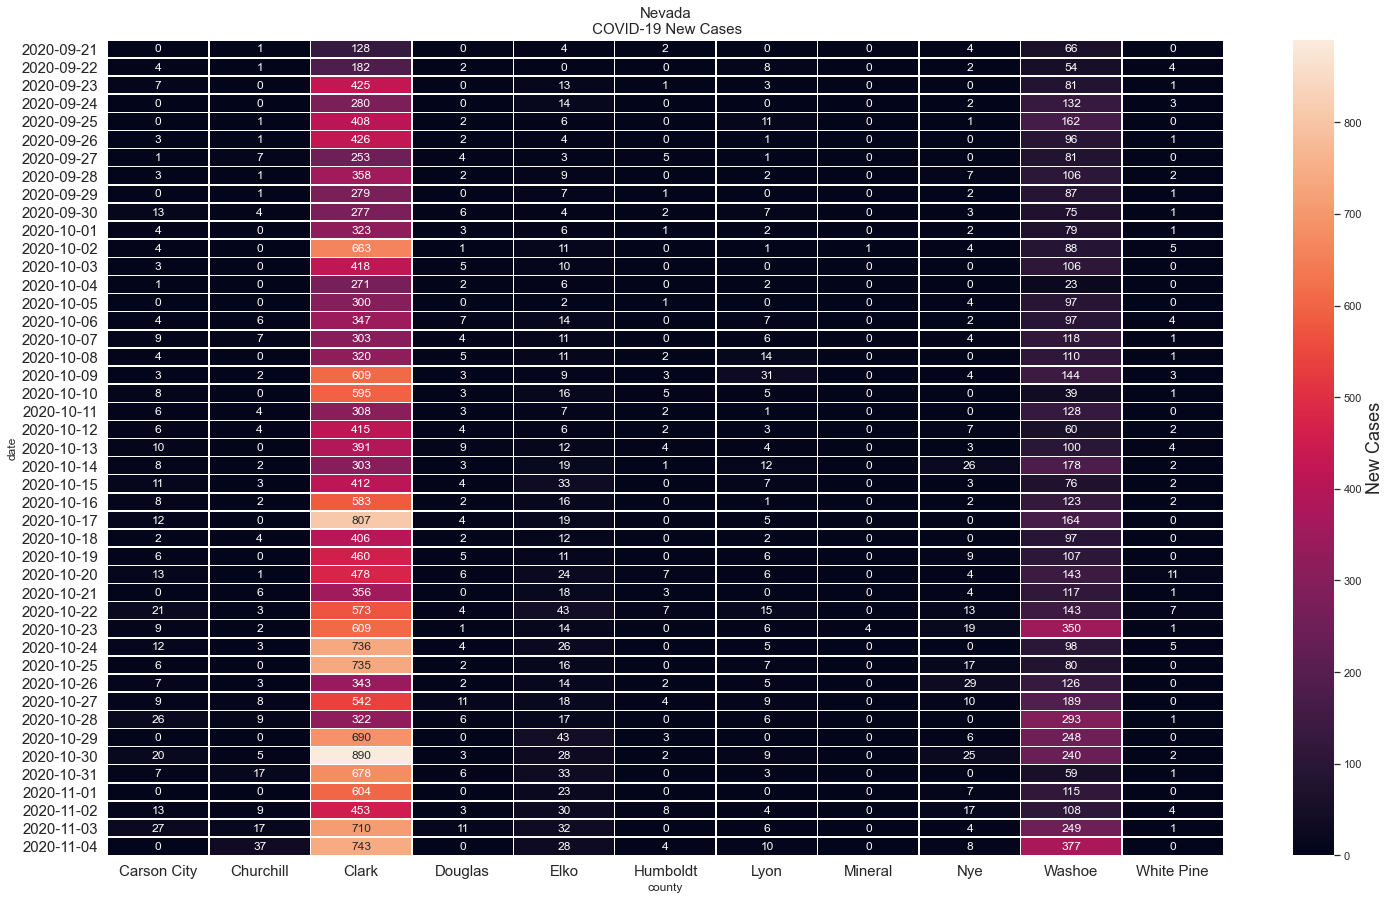 Nevada
COVID-19 New Cases
2020-09-21 0 1 128 0 4 2 0 0 4 66 0
2020-09-22 4 1 182 2 0 0 8 0 2 54 4
2020-09-23 7 0 425 0 13 1 3 0 0 81 1
2020-09-24 0 0 280 0 14 0 0 0 2 132 3
2020-09-25 0 1 408 2 6 0 11 0 1 162 0
2020-09-26 3 1 426 2 4 0 1 0 0 96 1
2020-09-27 1 7 253 4 3 5 1 0 0 81 0
2020-09-28 3 1 358 2 9 0 2 0 7 106 2
2020-09-29 0 1 279 0 7 1 0 0 2 87 1
2020-09-30 13 4 277 6 4 2 7 0 3 75 1
2020-10-01 4 0 323 3 6 1 2 0 2 79 1
2020-10-02 4 0 663 1 11 0 1 1 4 88 5
2020-10-03 3 0 418 5 10 0 0 0 0 106 0
2020-10-04 1 0 271 2 6 0 2 0 0 23 0
2020-10-05 0 0 300 0 2 1 0 0 4 97 0
2020-10-06 4 6 347 7 14 0 7 0 2 97 4
2020-10-07 9 7 303 4 11 0 6 0 4 118 1
2020-10-08 4 0 320 5 11 2 14 0 0 110 1
2020-10-09 3 2 609 3 9 3 31 0 4 144 3
2020-10-10 8 0 595 3 16 5 5 0 0 39 1
2020-10-11 6 4 308 3 7 2 1 0 0 128 0
2020-10-12 6 4 415 4 6 2 3 0 7 60 2
2020-10-13 10 0 391 9 12 4 4 0 3 100 4
2020-10-14 8 2 303 3 19 1 12 0 26 178 2
2020-10-15 11 3 412 4 33 0 7 0 3 76 2
2020-10-16 8 2 583 2 16 0 1 0 2 123 2
2020-10-17 12 0 807 4 19 0 5 0 0 164 0
2020-10-18 2 4 406 2 12 0 2 0 0 97 0
2020-10-19 6 0 460 5 11 0 6 0 9 107 0
2020-10-20 13 1 478 6 24 7 6 0 4 143 11
2020-10-21 0 6 356 0 18 3 0 0 4 117 1
2020-10-22 21 3 573 4 43 7 15 0 13 143 7
2020-10-23 9 2 609 1 14 0 6 4 19 350 1
2020-10-24 12 3 736 4 26 0 5 0 0 98 5
2020-10-25 6 0 735 2 16 0 7 0 17 80 0
2020-10-26 7 3 343 2 14 2 5 0 29 126 0
2020-10-27 9 8 542 11 18 4 9 0 10 189 0
2020-10-28 26 9 322 6 17 0 6 0 0 293 1
2020-10-29 0 0 690 0 43 3 0 0 6 248 0
2020-10-30 20 5 890 3 28 2 9 0 25 240 2
2020-10-31 7 17 678 6 33 0 3 0 0 59 1
2020-11-01 0 0 604 0 23 0 0 0 7 115 0
2020-11-02 13 9 453 3 30 8 4 0 17 108 4
2020-11-03 27 17 710 11 32 0 6 0 4 249 1
2020-11-04 0 37 743 0 28 4 10 0 8 377 0
Carson City Churchill Clark Douglas Elko Humboldt Lyon Mineral Nye Washoe White Pine
county
date
800
700
600
500
400
300
200
100
0
New Cases